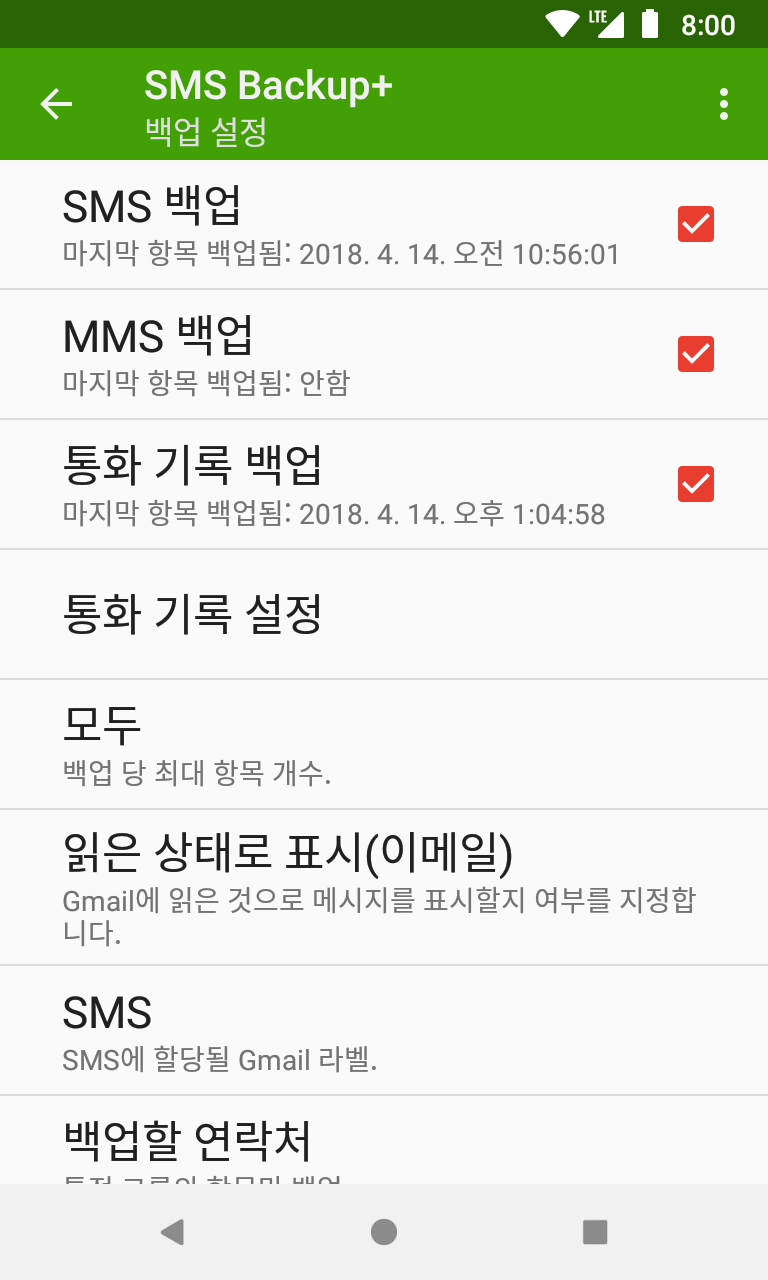 LTE 8:00
SMS Backup+
백업 설정
SMS 백업
마지막 항목 백업됨: 2018. 4. 14. 오전 10:56:01
MMS 백업
마지막 항목 백업됨: 안함
통화 기록 백업
마지막 항목 백업됨: 2018. 4. 14. 오후 1:04:58
통화 기록 설정
모두
백업 당 최대 항목 개수.
읽은 상태로 표시(이메일)
Gmail에 읽은 것으로 메시지를 표시할지 여부를 지정합
니다.
SMS
SMS에 할당될 Gmail 라벨.
백업할 연락처